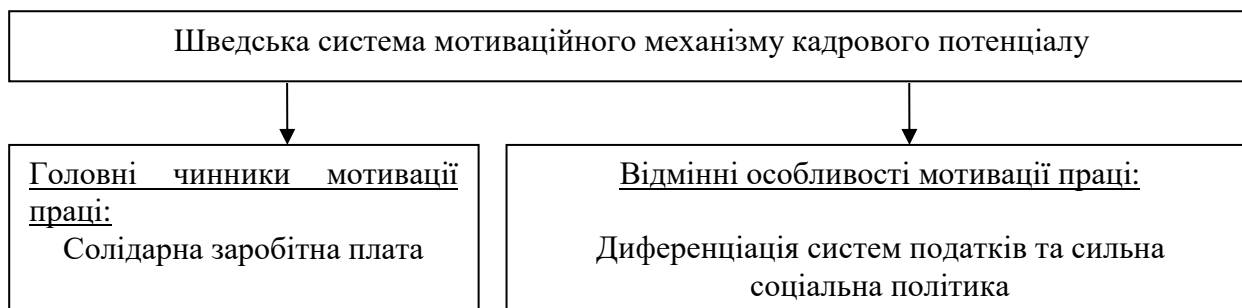 Шведська система мотиваційного механізму кадрового потенціалу
Головні чинники мотивації
праці:
Солідарна заробітна плата
Відмінні особливості мотивації праці:
Диференціація систем податків та сильна
соціальна політика